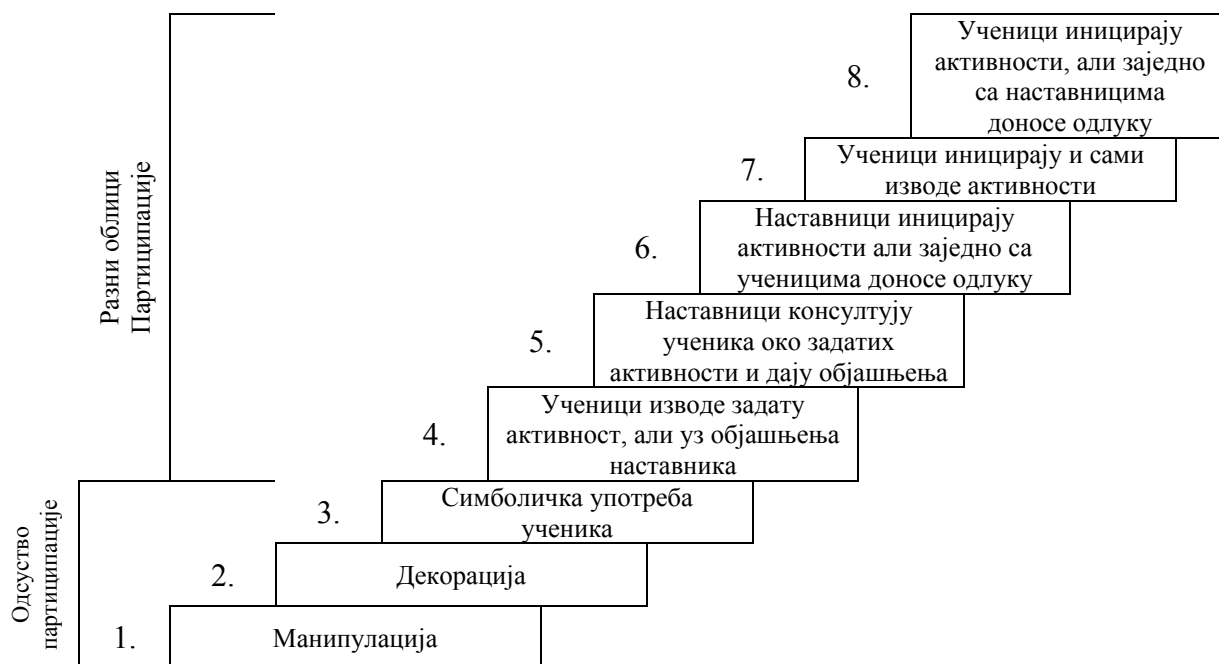 8.
Ученици иницирају
активности, али заједно
са наставницима
доносе одлуку
7.
Ученици иницирају и сами
изводе активности
6.
Наставници иницирају
активности али заједно са
ученицима доносе одлуку
5.
Наставници консултују
ученика око задатих
активности и дају објашњења
4.
Ученици изводе задату
активност, али уз објашњења
наставника
3.
Симболичка употреба
ученика
2.
Декорација
1.
Манипулација
Разни облици
Партиципације
Одсуство
партиципације